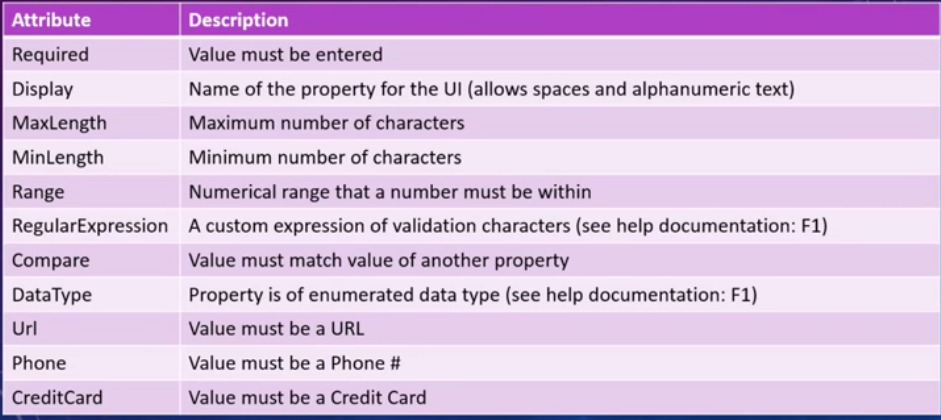 Attribute Description
Required Value must be entered
Display Name of the property for the UI (allows spaces and alphanumeric text)
MaxLength Maximum number of characters
MinLength Minimum number of characters
Range Numerical range that a number must be within
RegularExpression A custom expression of validation characters (see help documentation: F1)
Compare Value must match value of another property
DataType Property is of enumerated data type (see help documentation: F1)
Url Value must be a URL
Phone Value must be a Phone #
CreditCard Value must be a Credit Card